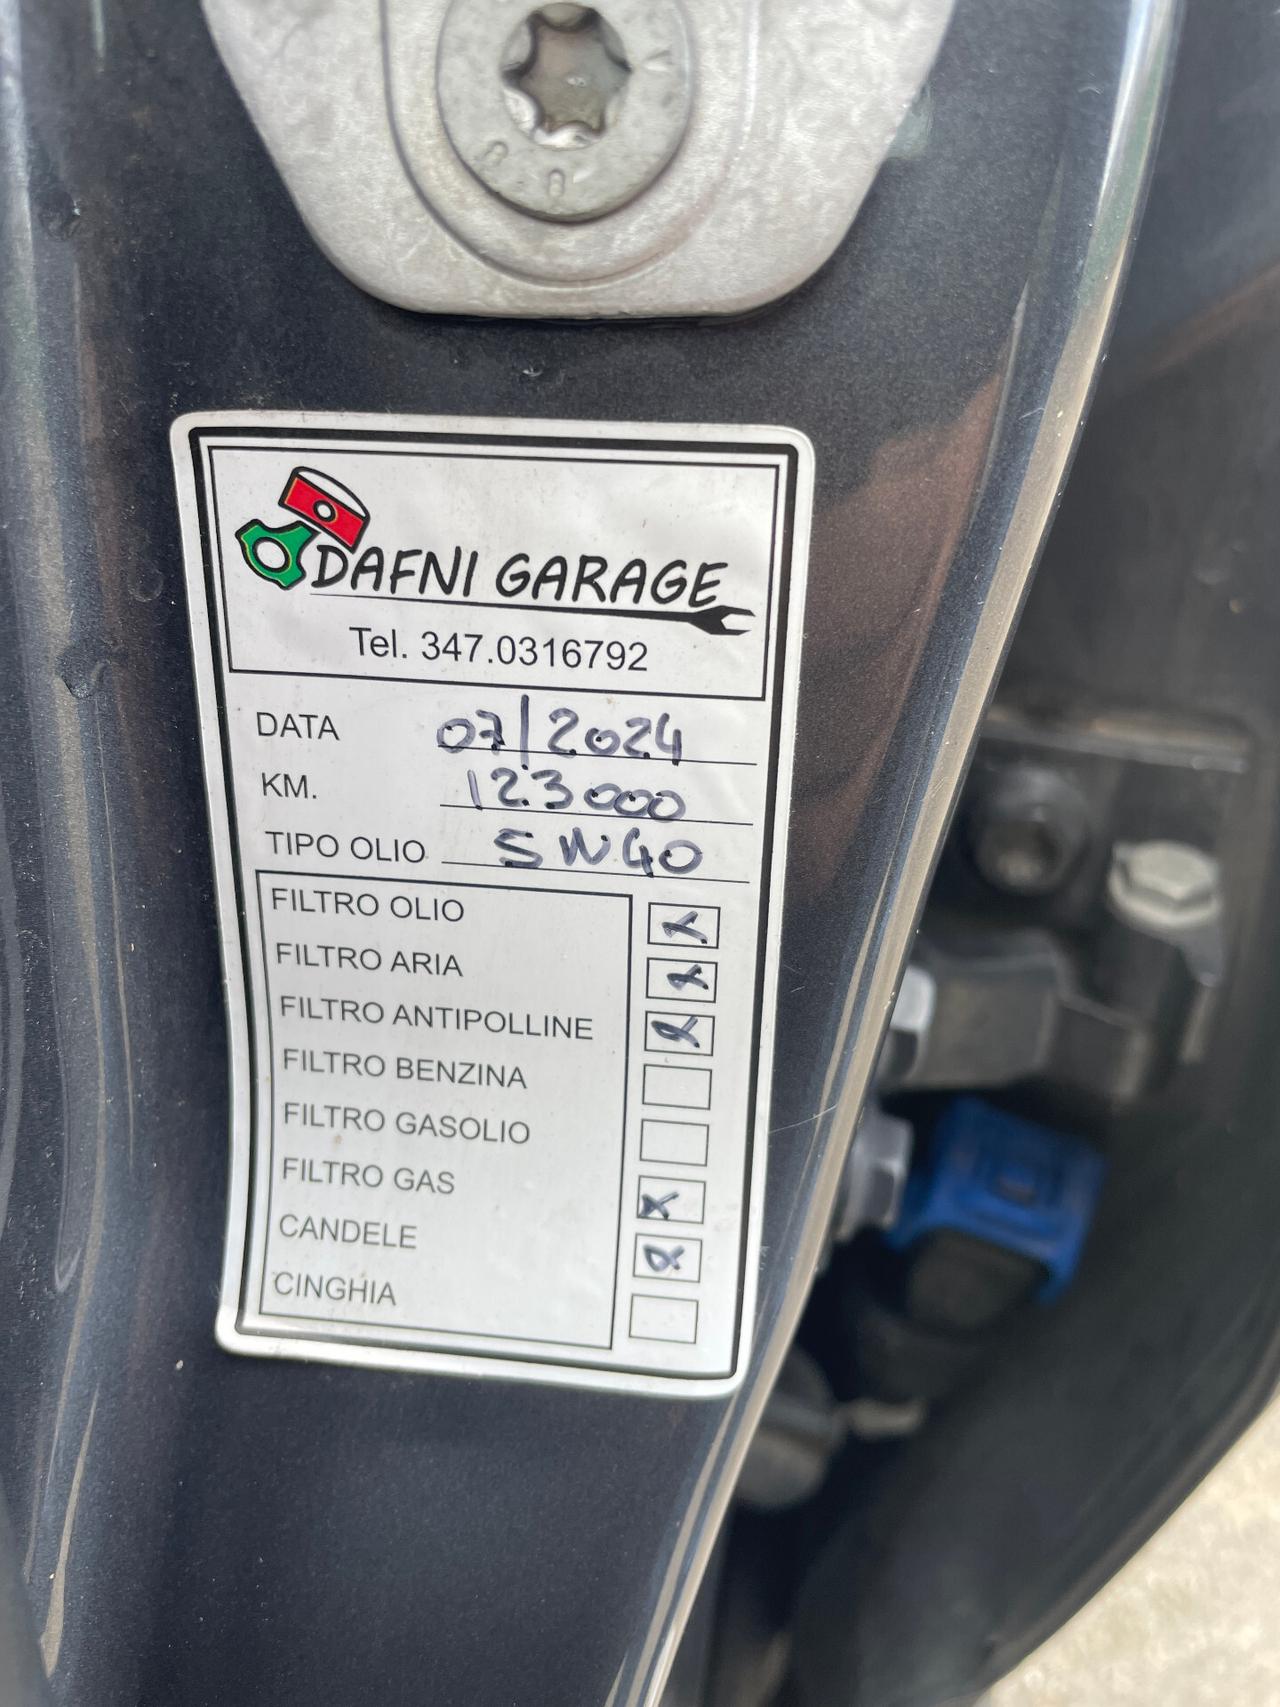 DAFNI GARAGE
Tel. 347.0316792
DATA 07/2024
KM. 123000
TIPO OLIO 5W40
FILTRO OLIO x
FILTRO ARIA x
FILTRO ANTIPOLLINE x
FILTRO BENZINA
FILTRO GASOLIO
FILTRO GAS x
CANDELE x
CINGHIA